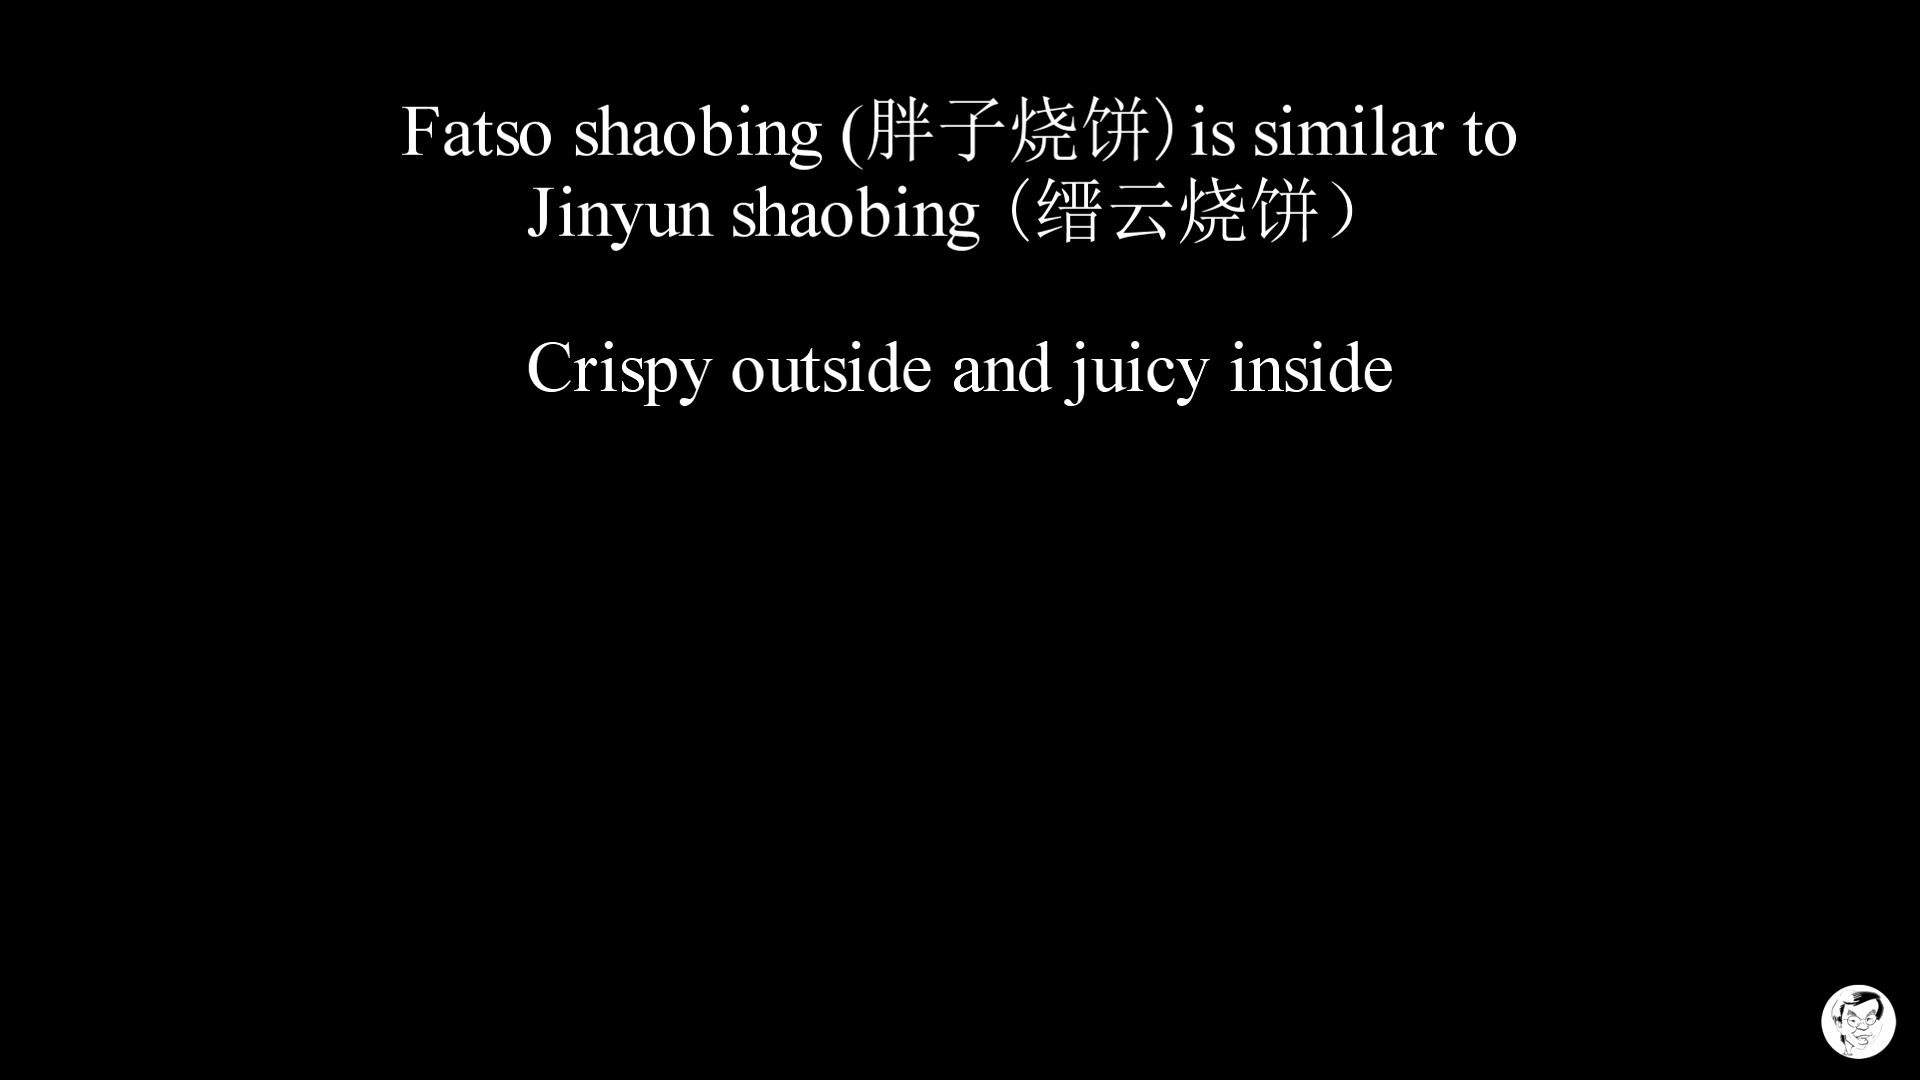 Fatso shaobing (胖子烧饼) is similar to
Jinyun shaobing（缙云烧饼）
Crispy outside and juicy inside